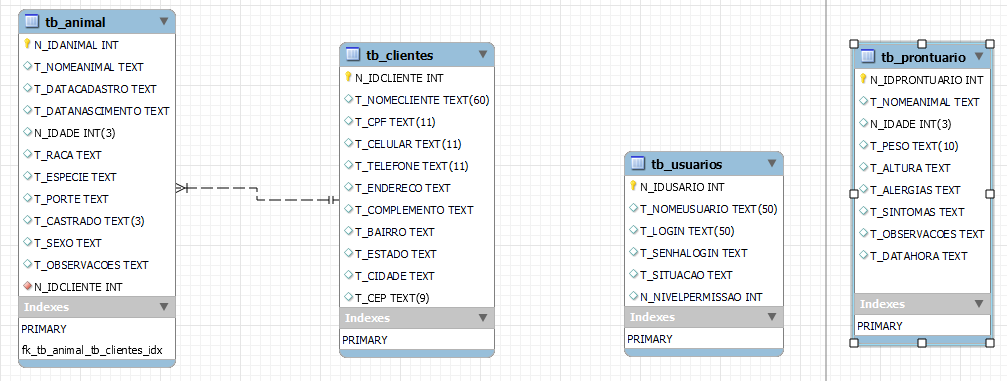 tb_animal
N_IDANIMAL INT
T_NOMEANIMAL TEXT
T_DATACADASTRO TEXT
T_DATANASCIMENTO TEXT
N_IDADE INT(3)
T_RACA TEXT
T_ESPECIE TEXT
T_PORTE TEXT
T_CASTRADO TEXT(3)
T_SEXO TEXT
T_OBSERVACOES TEXT
N_IDCLIENTE INT
Indexes
PRIMARY
fk_tb_animal_tb_clientes_idx
tb_clientes
N_IDCLIENTE INT
T_NOMECLIENTE TEXT(60)
T_CPF TEXT(11)
T_CELULAR TEXT(11)
T_TELEFONE TEXT(11)
T_ENDERECO TEXT
T_COMPLEMENTO TEXT
T_BAIRRO TEXT
T_ESTADO TEXT
T_CIDADE TEXT
T_CEP TEXT(9)
Indexes
PRIMARY
tb_usuarios
N_IDUSARIO INT
T_NOMEUSUARIO TEXT(50)
T_LOGIN TEXT(50)
T_SENHALOGIN TEXT
T_SITUACAO TEXT
N_NIVELPERMISSAO INT
Indexes
PRIMARY
tb_prontuario
N_IDPRONTUARIO INT
T_NOMEANIMAL TEXT
N_IDADE INT(3)
T_PESO TEXT(10)
T_ALTURA TEXT
T_ALERGIAS TEXT
T_SINTOMAS TEXT
T_OBSERVACOES TEXT
T_DATAHORA TEXT
Indexes
PRIMARY